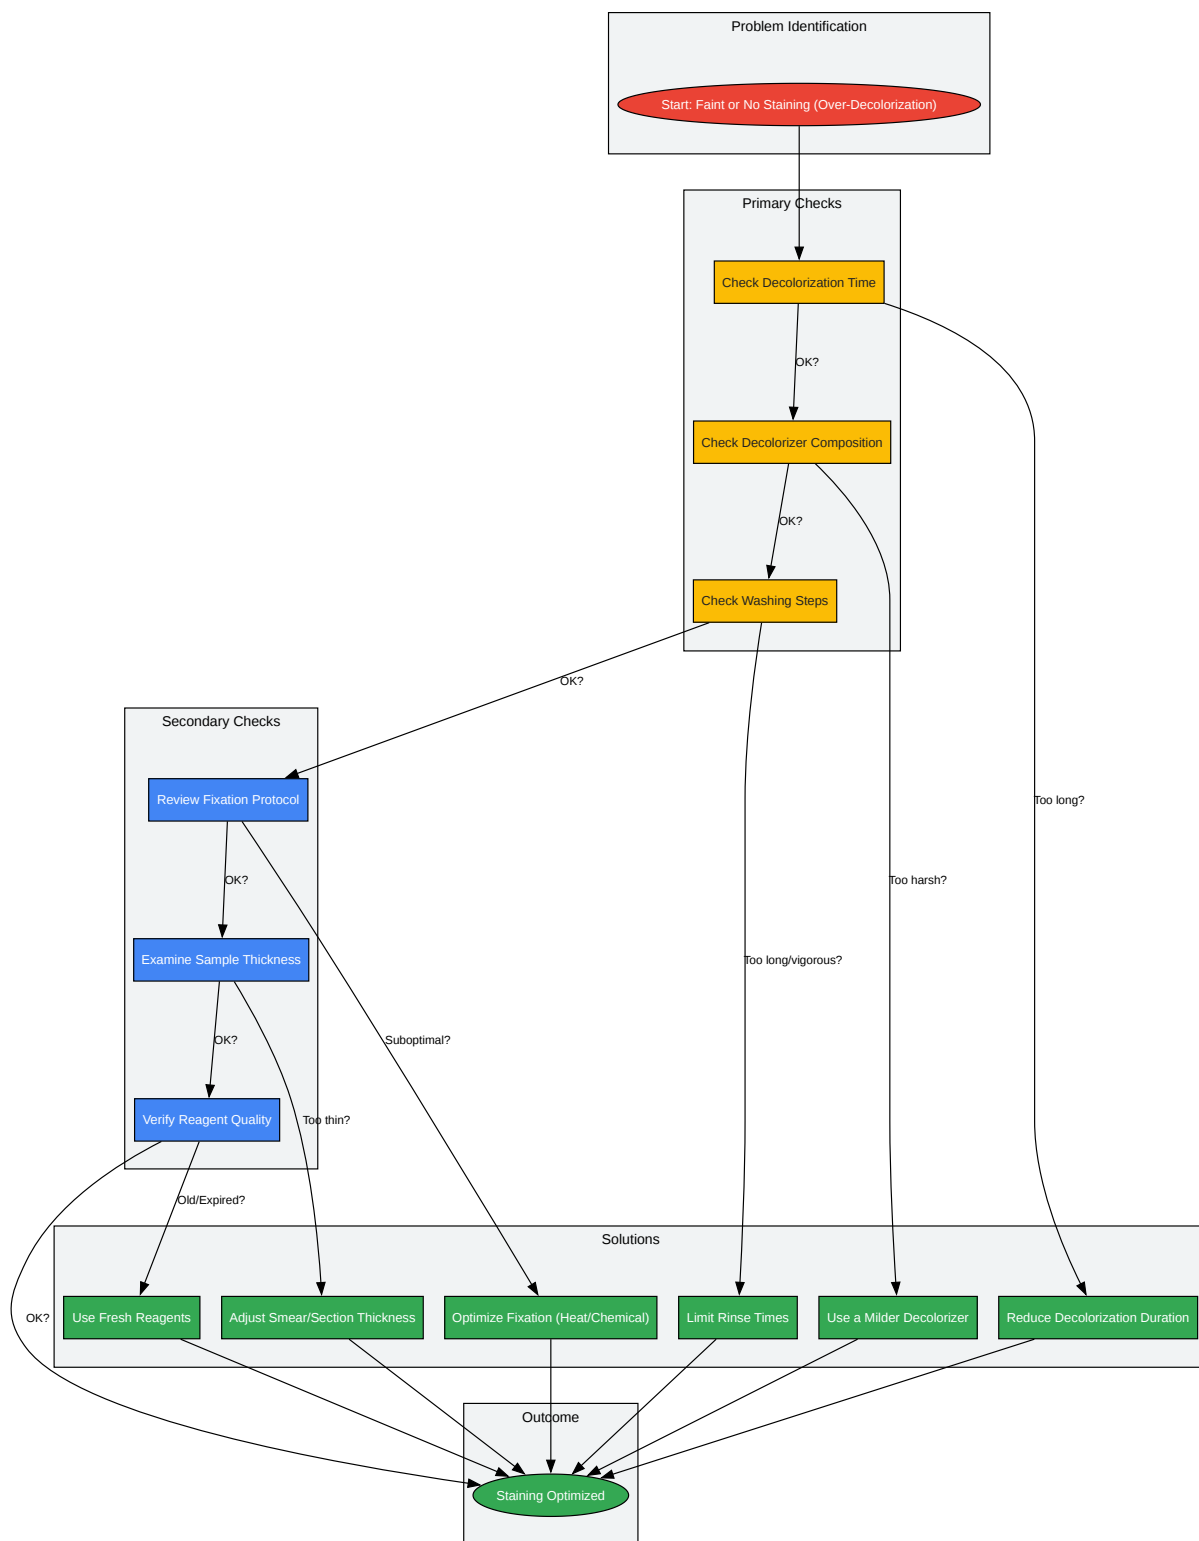 Problem Identification
Start: Faint or No Staining (Over-Decolorization)
Primary Checks
Check Decolorization Time
OK?
Check Decolorizer Composition
OK?
Check Washing Steps
OK?
Secondary Checks
Review Fixation Protocol
Too long?
OK?
Too harsh?
Examine Sample Thickness
Too long/vigorous?
OK?
Suboptimal?
Verify Reagent Quality
Too thin?
Old/Expired?
Solutions
OK?
Use Fresh Reagents
Adjust Smear/Section Thickness
Optimize Fixation (Heat/Chemical)
Limit Rinse Times
Use a Milder Decolorizer
Reduce Decolorization Duration
Outcome
Staining Optimized